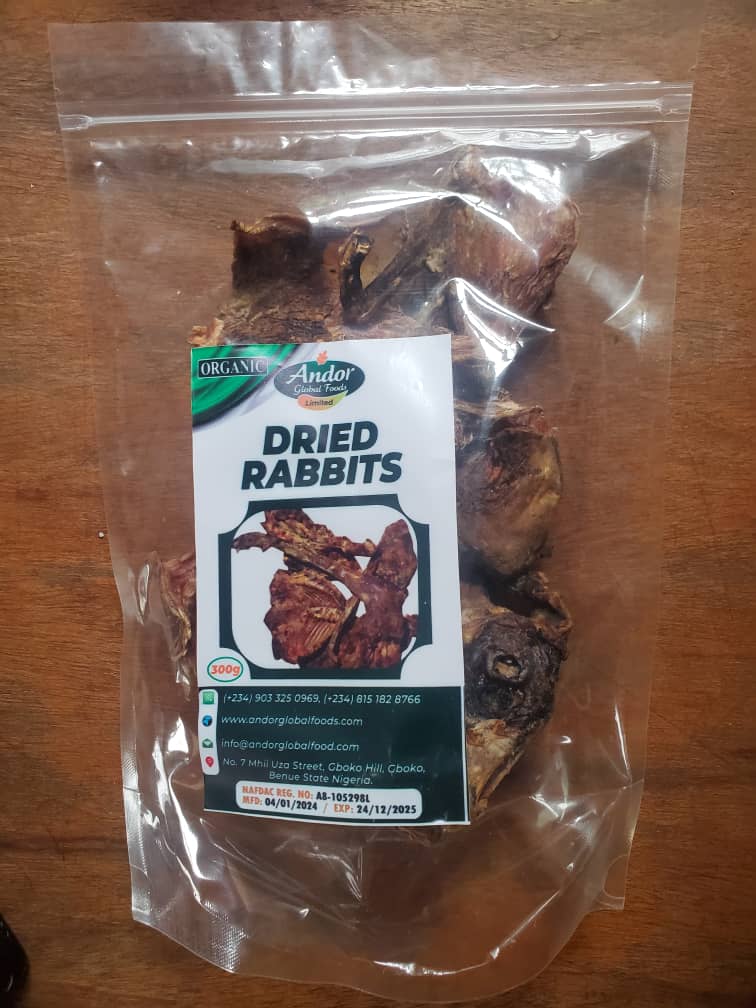 ORGANIC
Andor
Global Foods
Limited
DRIED
RABBITS
300g
(+234) 903 325 0969, (+234) 815 182 8766
www.andorglobalfoods.com
info@andorglobalfood.com
No. 7 Mhii Uza Street, Gboko Hill, Gboko,
Benue State Nigeria.
NAFDAC REG. NO: A8-105298L
MFD: 04/01/2024 / EXP: 24/12/2025